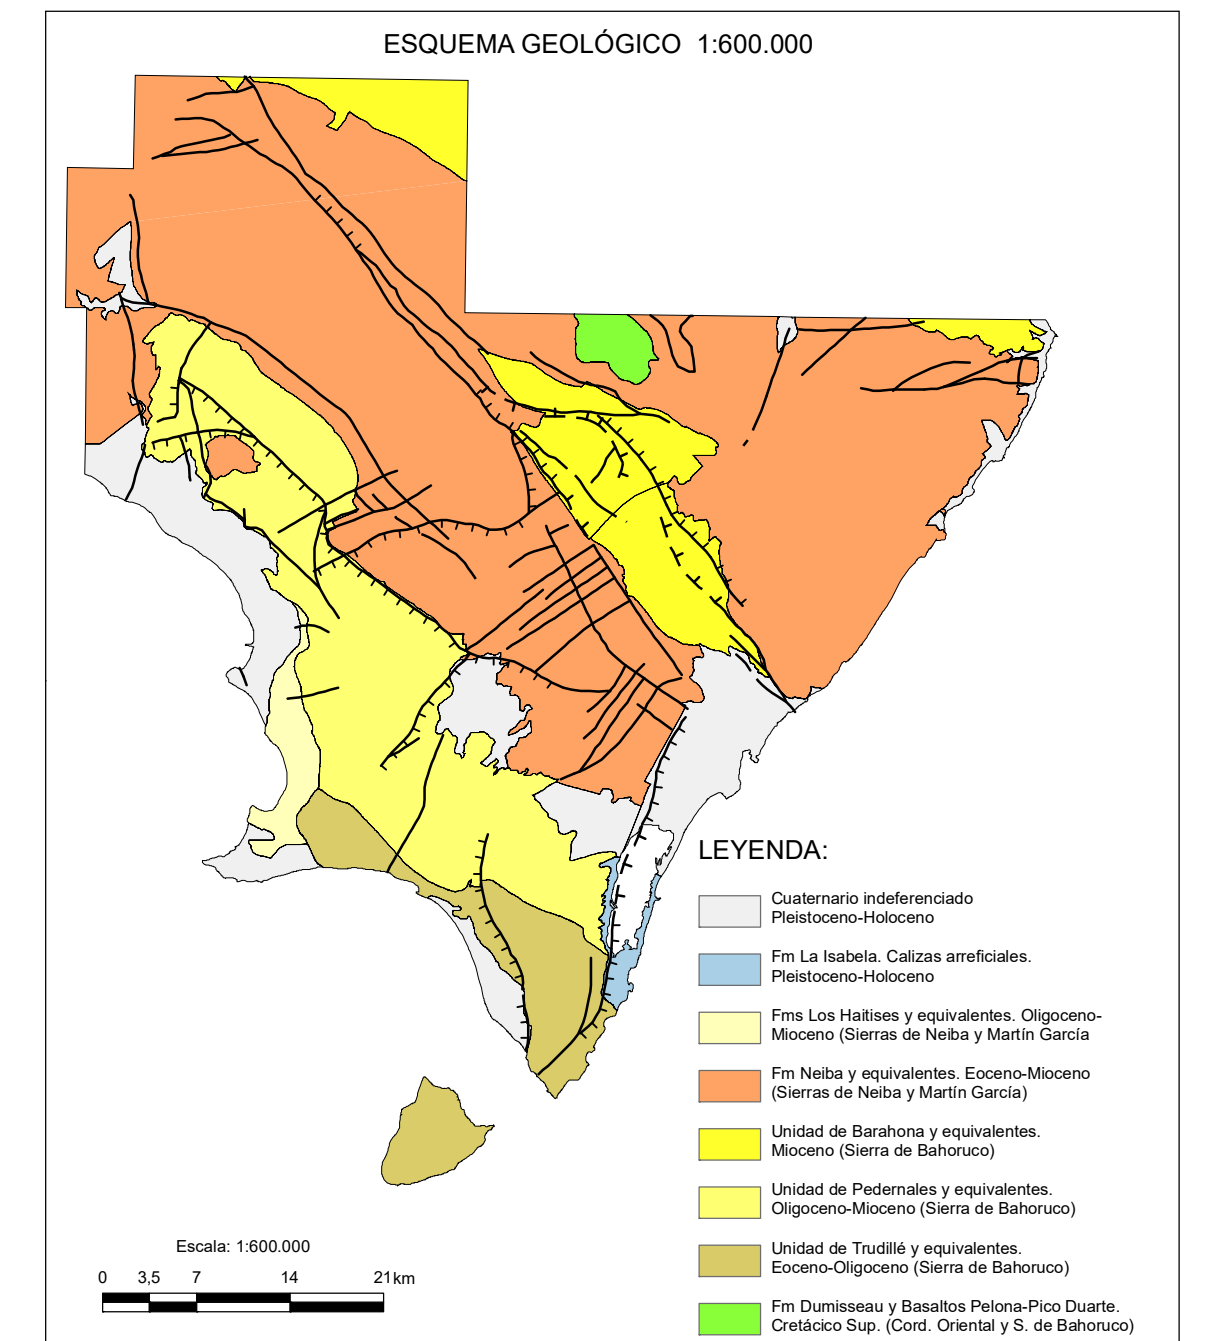 ESQUEMA GEOLÓGICO 1:600.000
LEYENDA:
Cuaternario indeferenciado
Pleistoceno-Holoceno
Fm La Isabela. Calizas arreficiales.
Pleistoceno-Holoceno
Fms Los Haitises y equivalentes. Oligoceno-
Mioceno (Sierras de Neiba y Martín García
Fm Neiba y equivalentes. Eoceno-Mioceno
(Sierras de Neiba y Martín García)
Unidad de Barahona y equivalentes.
Mioceno (Sierra de Bahoruco)
Unidad de Pedernales y equivalentes.
Oligoceno-Mioceno (Sierra de Bahoruco)
Unidad de Trudillé y equivalentes.
Eoceno-Oligoceno (Sierra de Bahoruco)
Fm Dumisseau y Basaltos Pelona-Pico Duarte.
Cretácico Sup. (Cord. Oriental y S. de Bahoruco)
Escala: 1:600.000
0 3,5 7 14 21 km